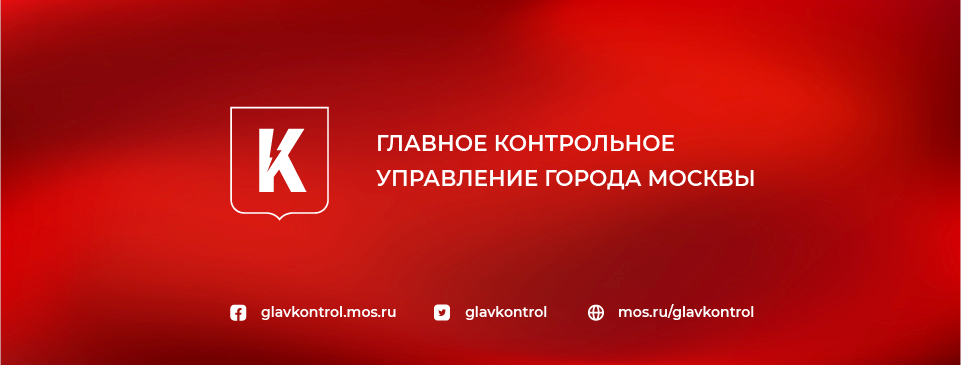 К
ГЛАВНОЕ КОНТРОЛЬНОЕ
УПРАВЛЕНИЕ ГОРОДА МОСКВЫ
glavkontrol.mos.ru glavkontrol mos.ru/glavkontrol